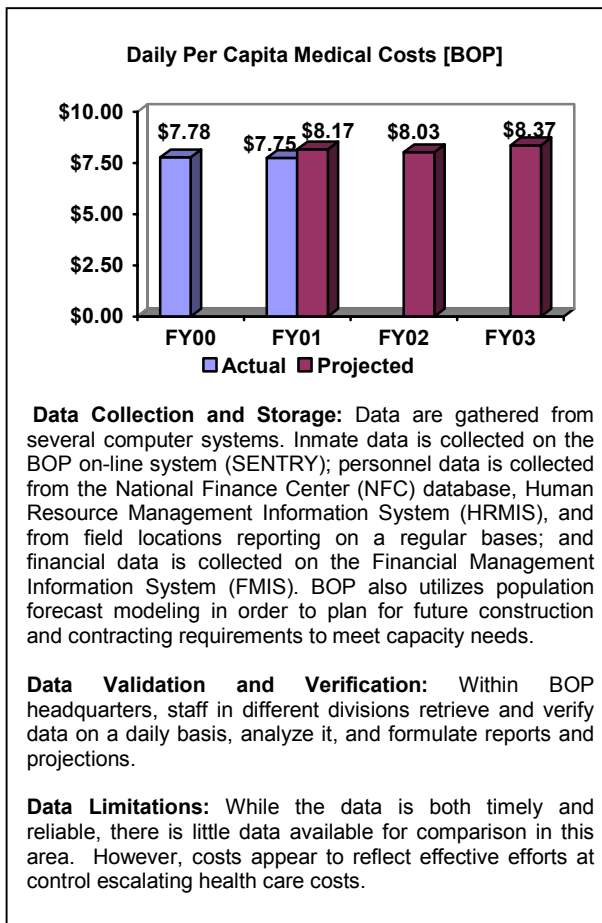 Daily Per Capita Medical Costs [BOP]
$10.00
$7.50
$5.00
$2.50
$0.00
$7.78
$7.75
$8.17
$8.03
$8.37
FY00
FY01
FY02
FY03
Actual
Projected
Data Collection and Storage: Data are gathered from
several computer systems. Inmate data is collected on the
BOP on-line system (SENTRY); personnel data is collected
from the National Finance Center (NFC) database, Human
Resource Management Information System (HRMIS), and
from field locations reporting on a regular bases; and
financial data is collected on the Financial Management
Information System (FMIS). BOP also utilizes population
forecast modeling in order to plan for future construction
and contracting requirements to meet capacity needs.
Data Validation and Verification: Within BOP
headquarters, staff in different divisions retrieve and verify
data on a daily basis, analyze it, and formulate reports and
projections.
Data Limitations: While the data is both timely and
reliable, there is little data available for comparison in this
area. However, costs appear to reflect effective efforts at
control escalating health care costs.